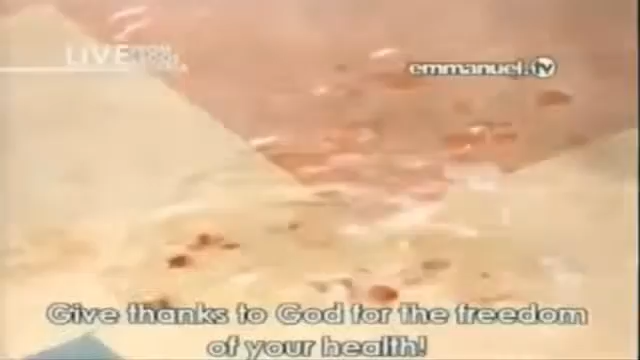 LIVE
emmanuel.tv
Give thanks to God for the freedom
of your health!